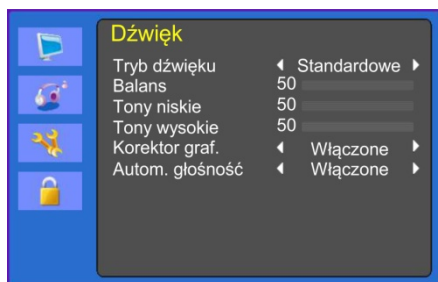 Dźwięk
Tryb dźwięku Standardowe
Balans 50
Tony niskie 50
Tony wysokie 50
Korektor graf. Włączone
Autom. głośność Włączone